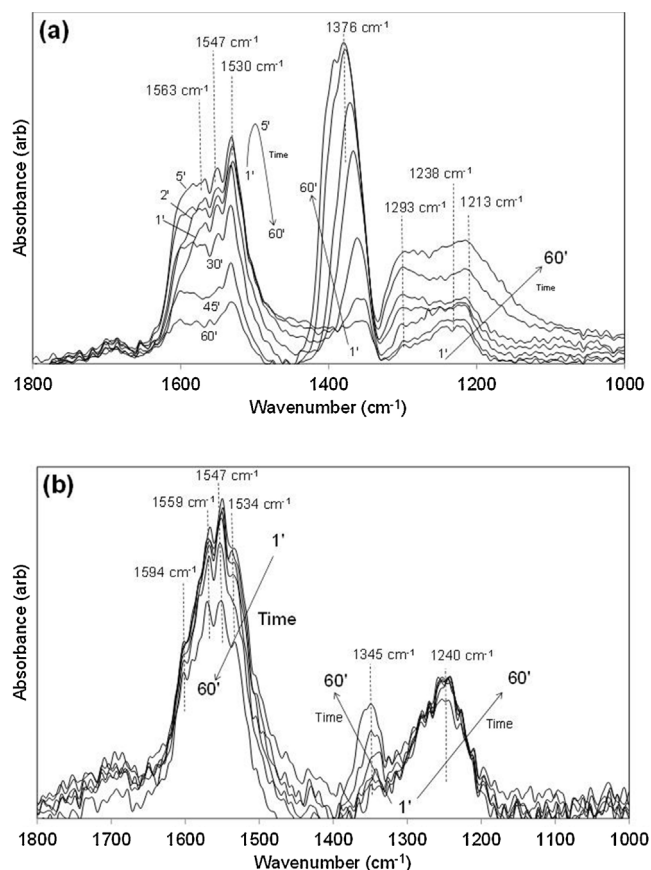 (a)
1376 cm-1
1547 cm-1
1530 cm-1
1563 cm-1
5'
Time
1238 cm-1
5'
2'
1'
1'
60'
60'
1293 cm-1
1213 cm-1
60'
Time
30'
45'
60'
1'
1'
Absorbance (arb)
1800
1600
1400
1200
1000
Wavenumber (cm-1)
(b)
1547 cm-1
1559 cm-1
1534 cm-1
1'
1594 cm-1
Time
1345 cm-1
1240 cm-1
60'
60'
60'
Time
Time
1'
Absorbance (arb)
1800
1700
1600
1500
1400
1300
1200
1100
1000
Wavenumber (cm-1)